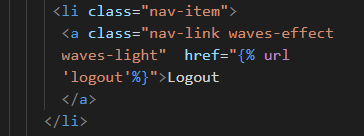 <li class="nav-item">
<a class="nav-link waves-effect
waves-light"  href="{% url
'logout'%}">Logout
</a>
</li>